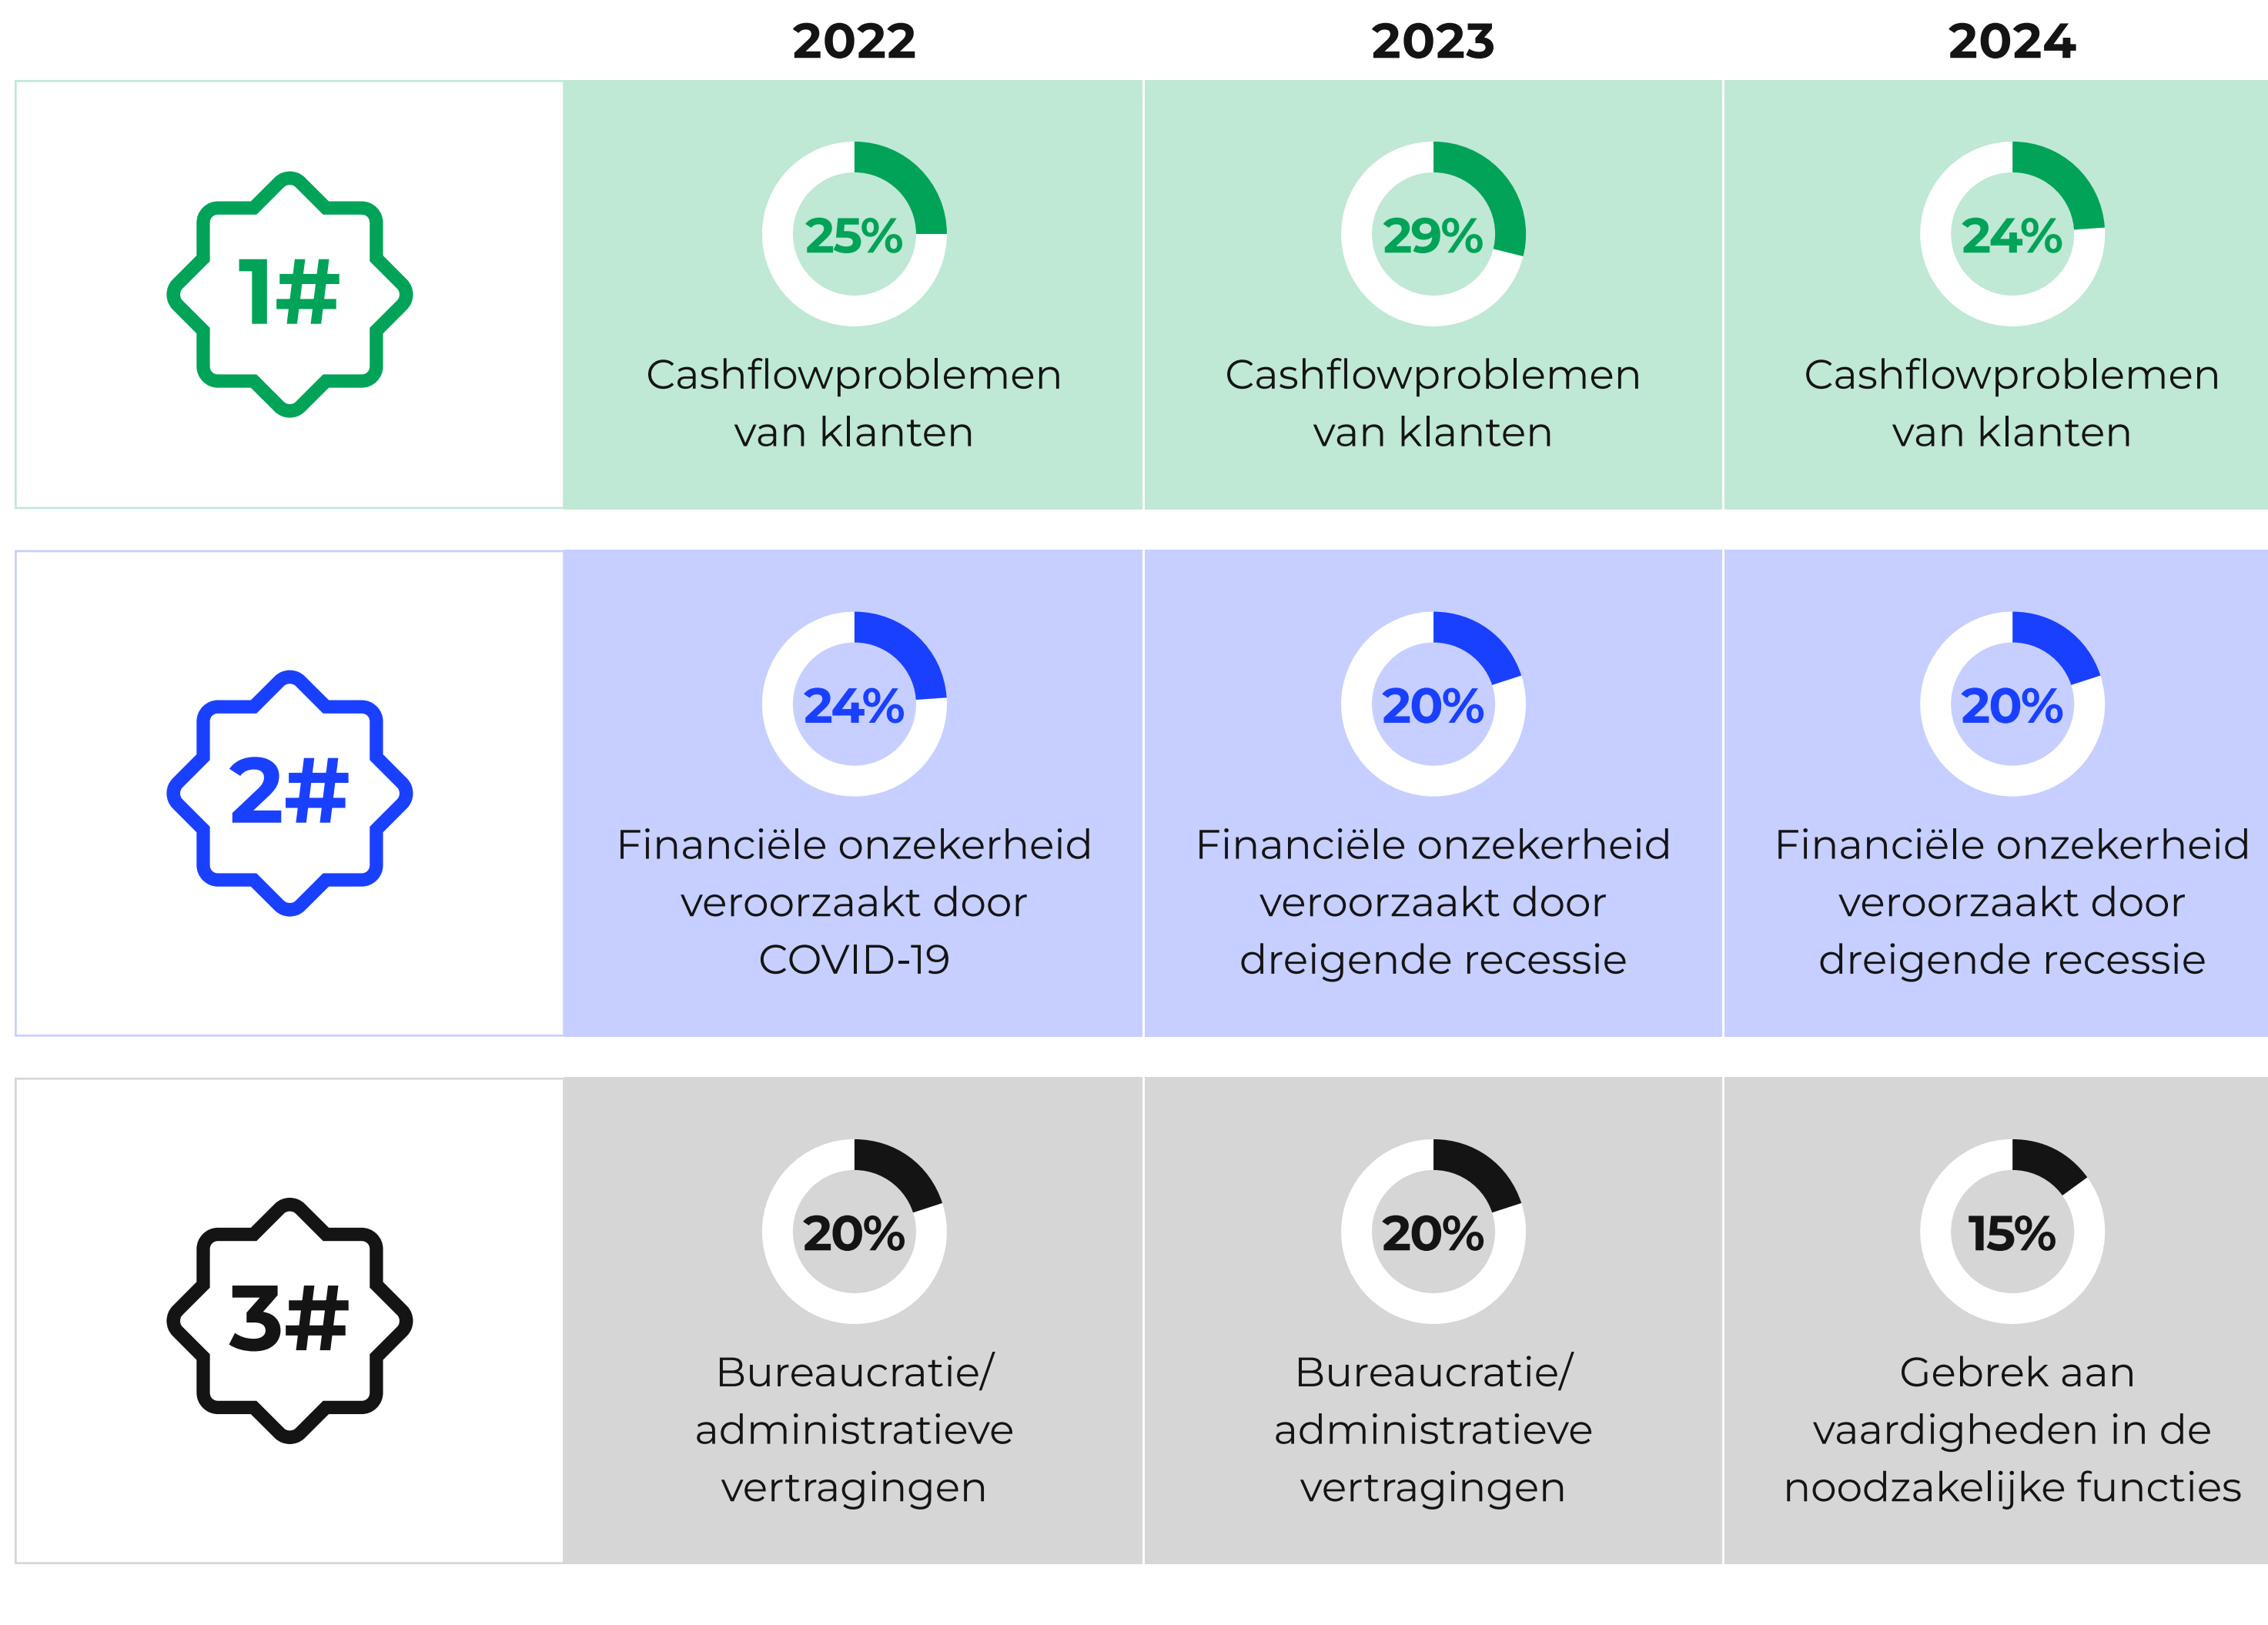 2022 2023 2024
1#
25% 29% 24%
Cashflowproblemen Cashflowproblemen Cashflowproblemen
van klanten van klanten van klanten
2#
24% 20% 20%
Financiële onzekerheid Financiële onzekerheid Financiële onzekerheid
veroorzaakt door veroorzaakt door veroorzaakt door
COVID-19 dreigende recessie dreigende recessie
3#
20% 20% 15%
Bureaucratie/ Bureaucratie/ Gebrek aan
administratieve administratieve vaardigheden in de
vertragingen vertragingen noodzakelijke functies